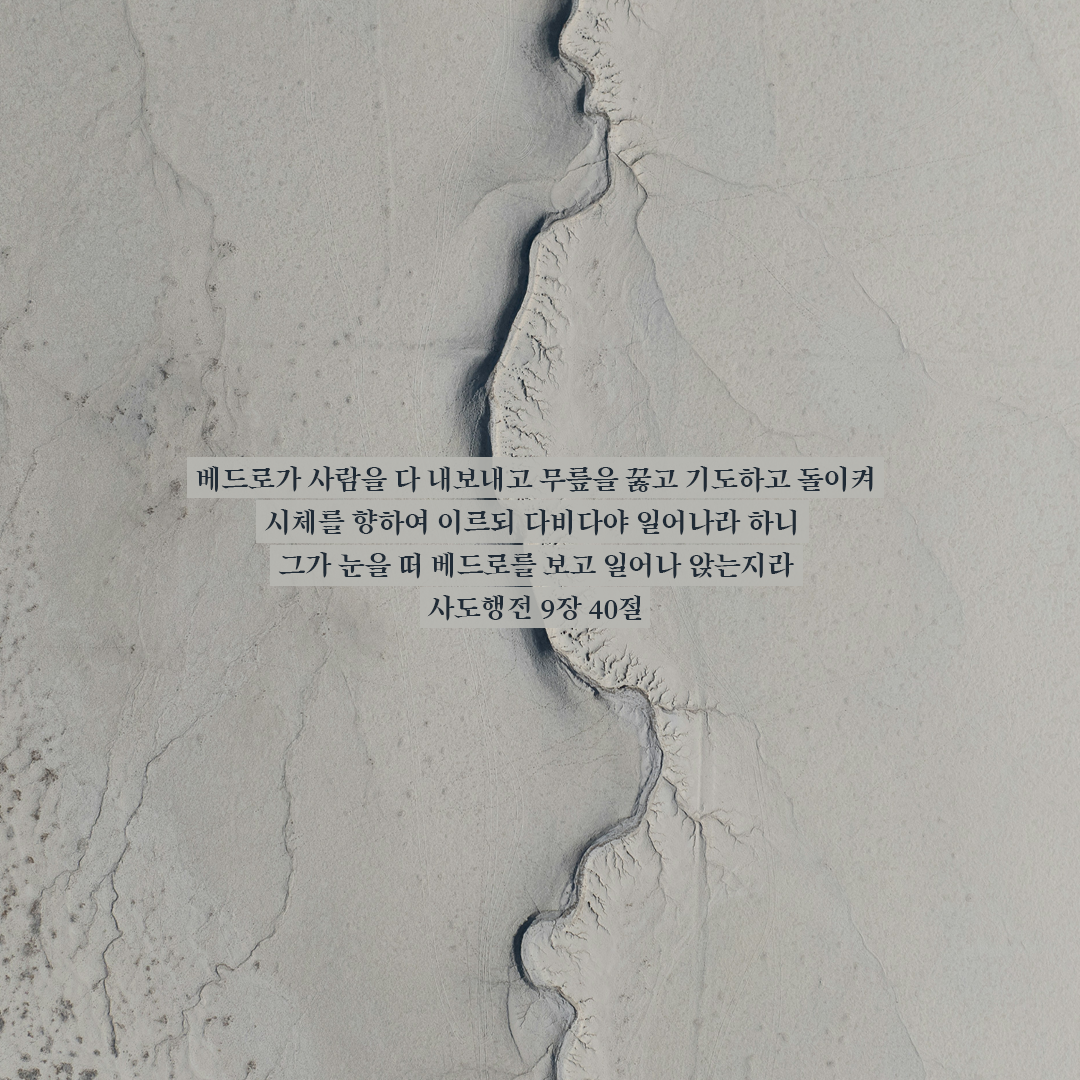 베드로가 사람을 다 내보내고 무릎을 꿇고 기도하고 돌이켜
시체를 향하여 이르되 다비다야 일어나라 하니
그가 눈을 떠 베드로를 보고 일어나 앉는지라
사도행전 9장 40절